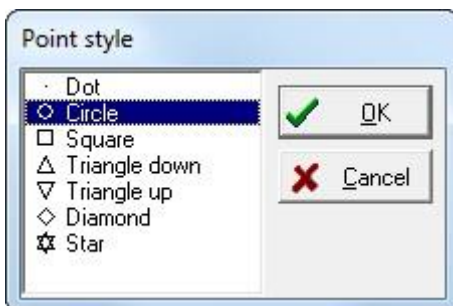 Point style
Dot
Circle
Square
Triangle down
Triangle up
Diamond
Star
OK
Cancel